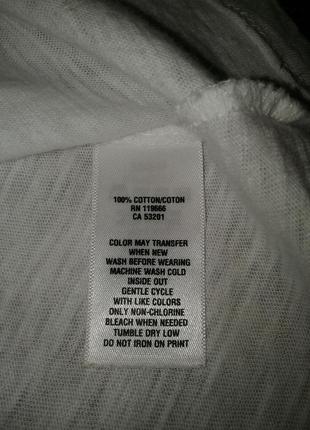 100% COTTON/COTON
RN 119666
CA 53201
COLOR MAY TRANSFER
WHEN NEW
WASH BEFORE WEARING
MACHINE WASH COLD
INSIDE OUT
GENTLE CYCLE
WITH LIKE COLORS
ONLY NON-CHLORINE
BLEACH WHEN NEEDED
TUMBLE DRY LOW
DO NOT IRON ON PRINT